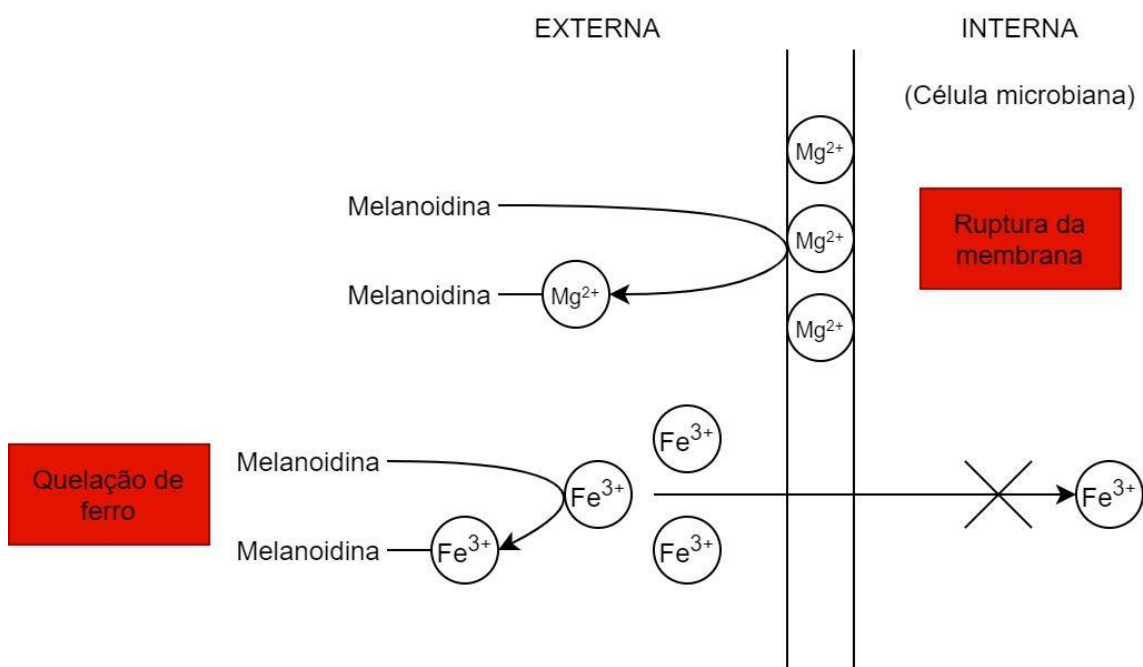 EXTERNA
INTERNA
(Célula microbiana)
Mg²⁺
Melanoidina
Mg²⁺
Ruptura da
membrana
Melanoidina
Mg²⁺
Mg²⁺
Fe³⁺
Melanoidina
Quelação de
ferro
Fe³⁺
Fe³⁺
Melanoidina
Fe³⁺
Fe³⁺